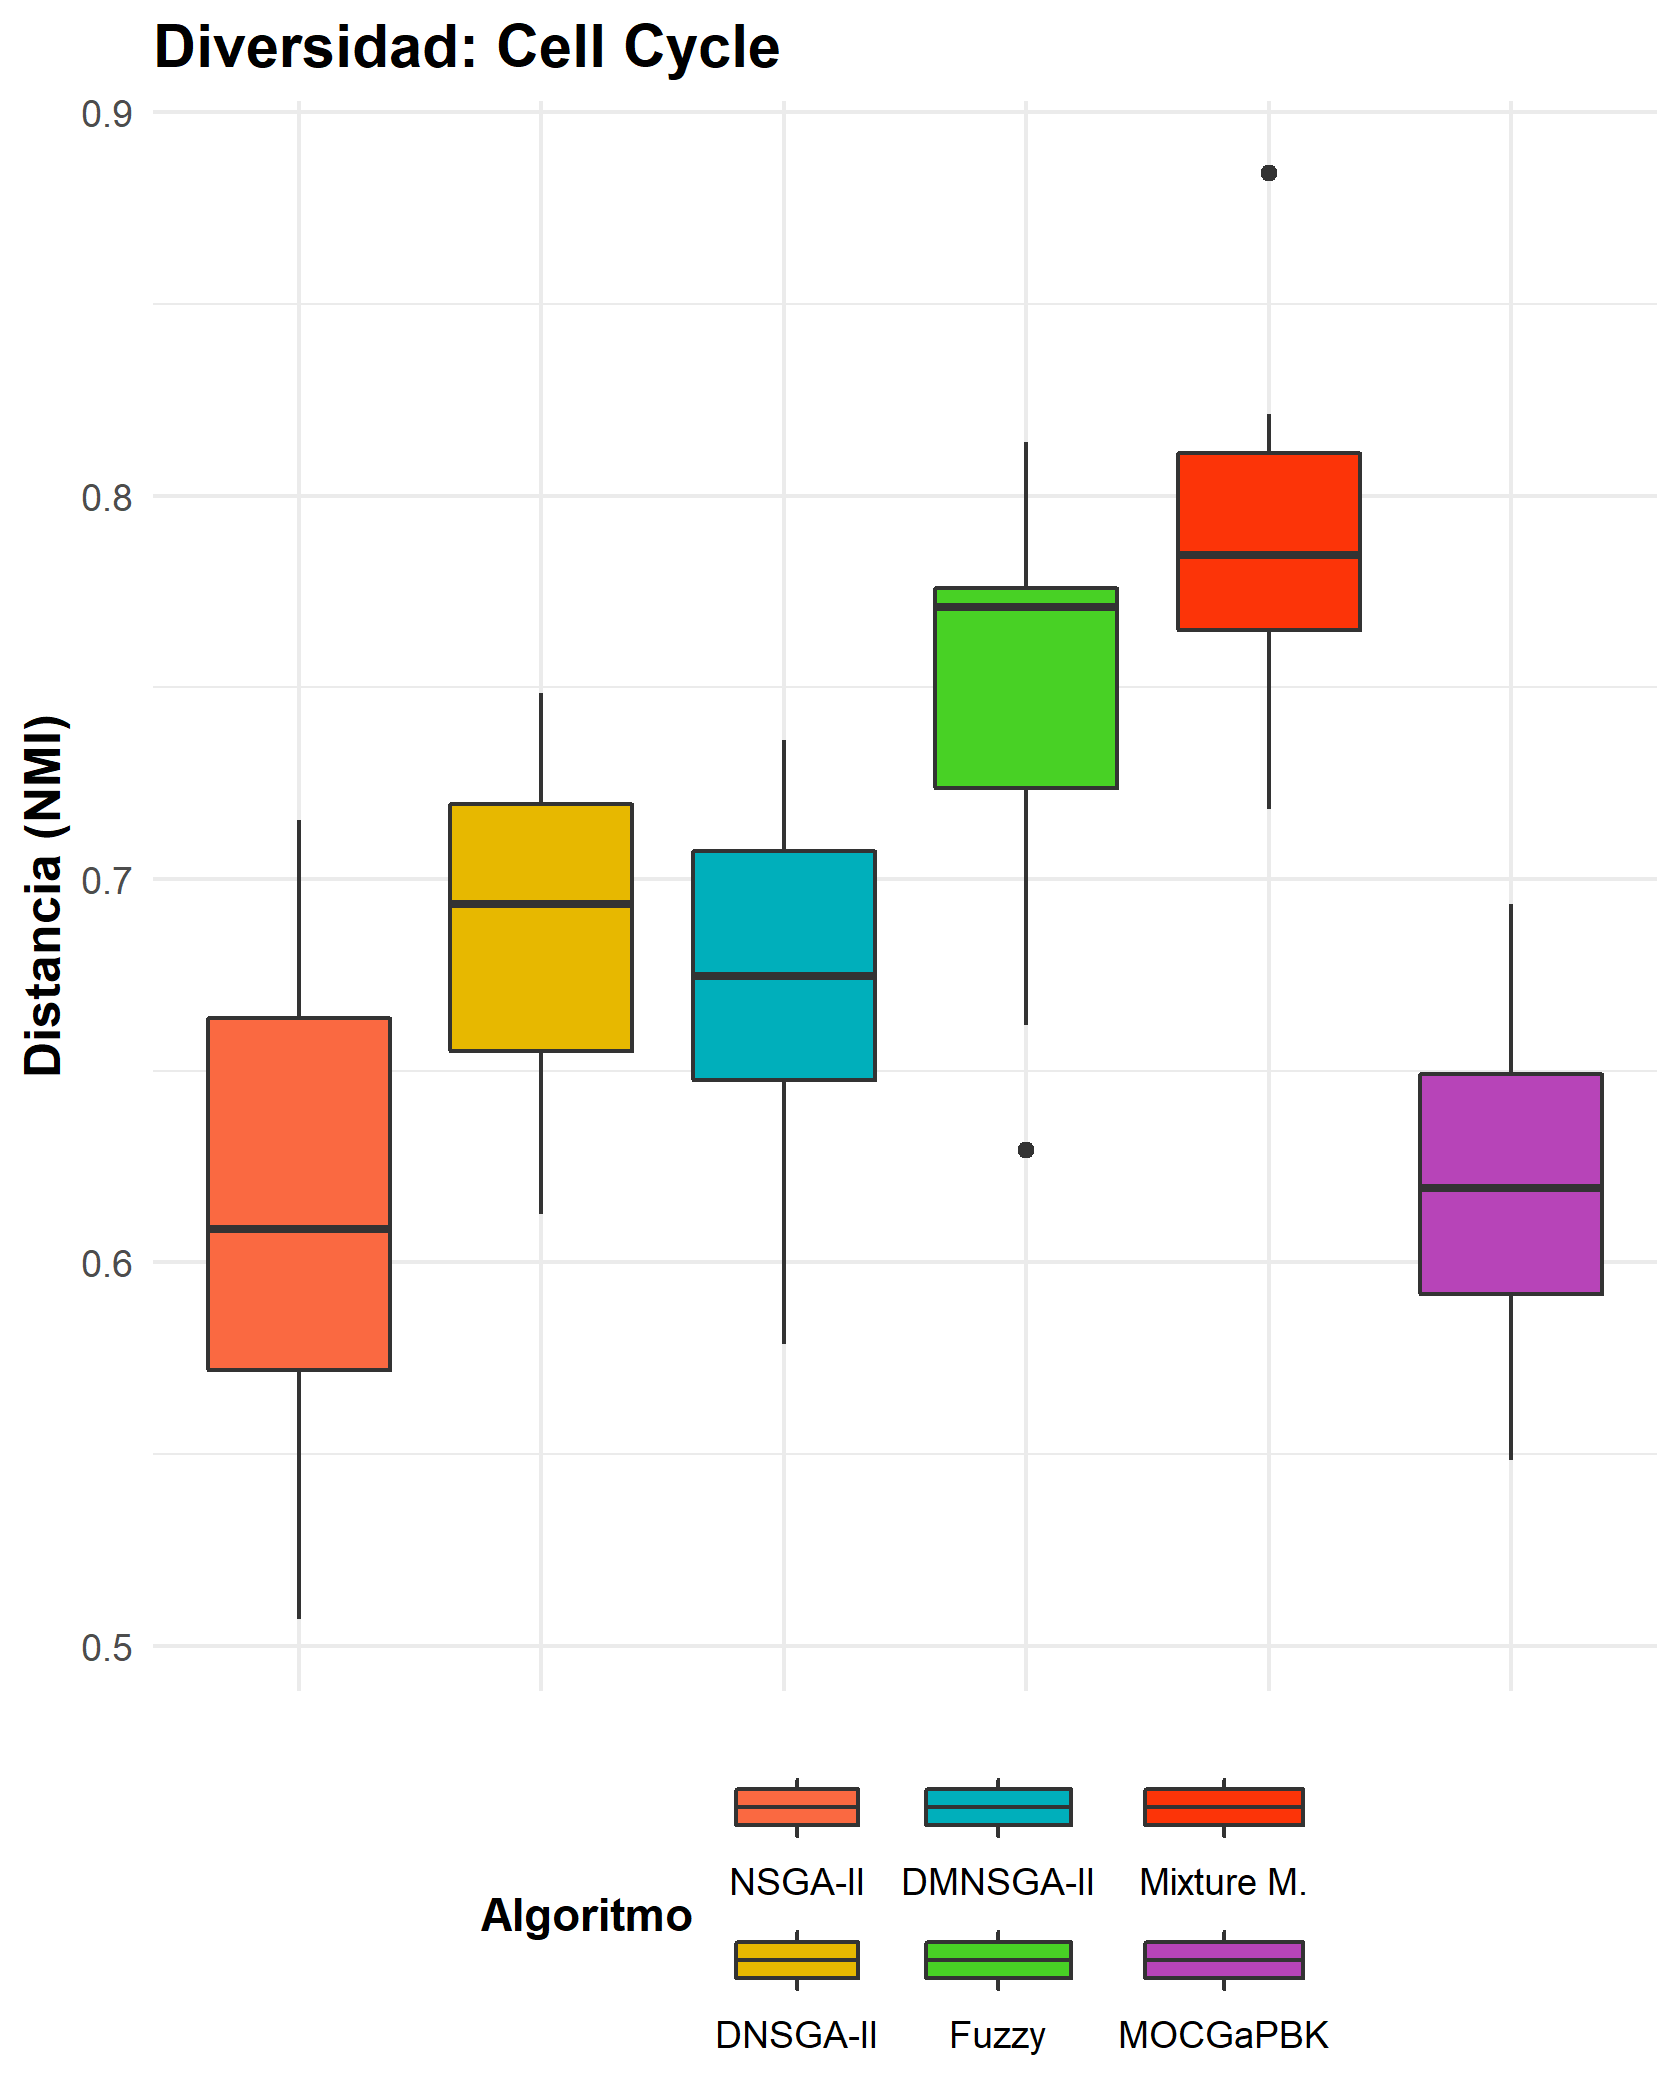 Diversidad: Cell Cycle
Distancia (NMI)
0.9
0.8
0.7
0.6
0.5
Algoritmo
NSGA-II
DMNSGA-II
Mixture M.
DNSGA-II
Fuzzy
MOCGaPBK